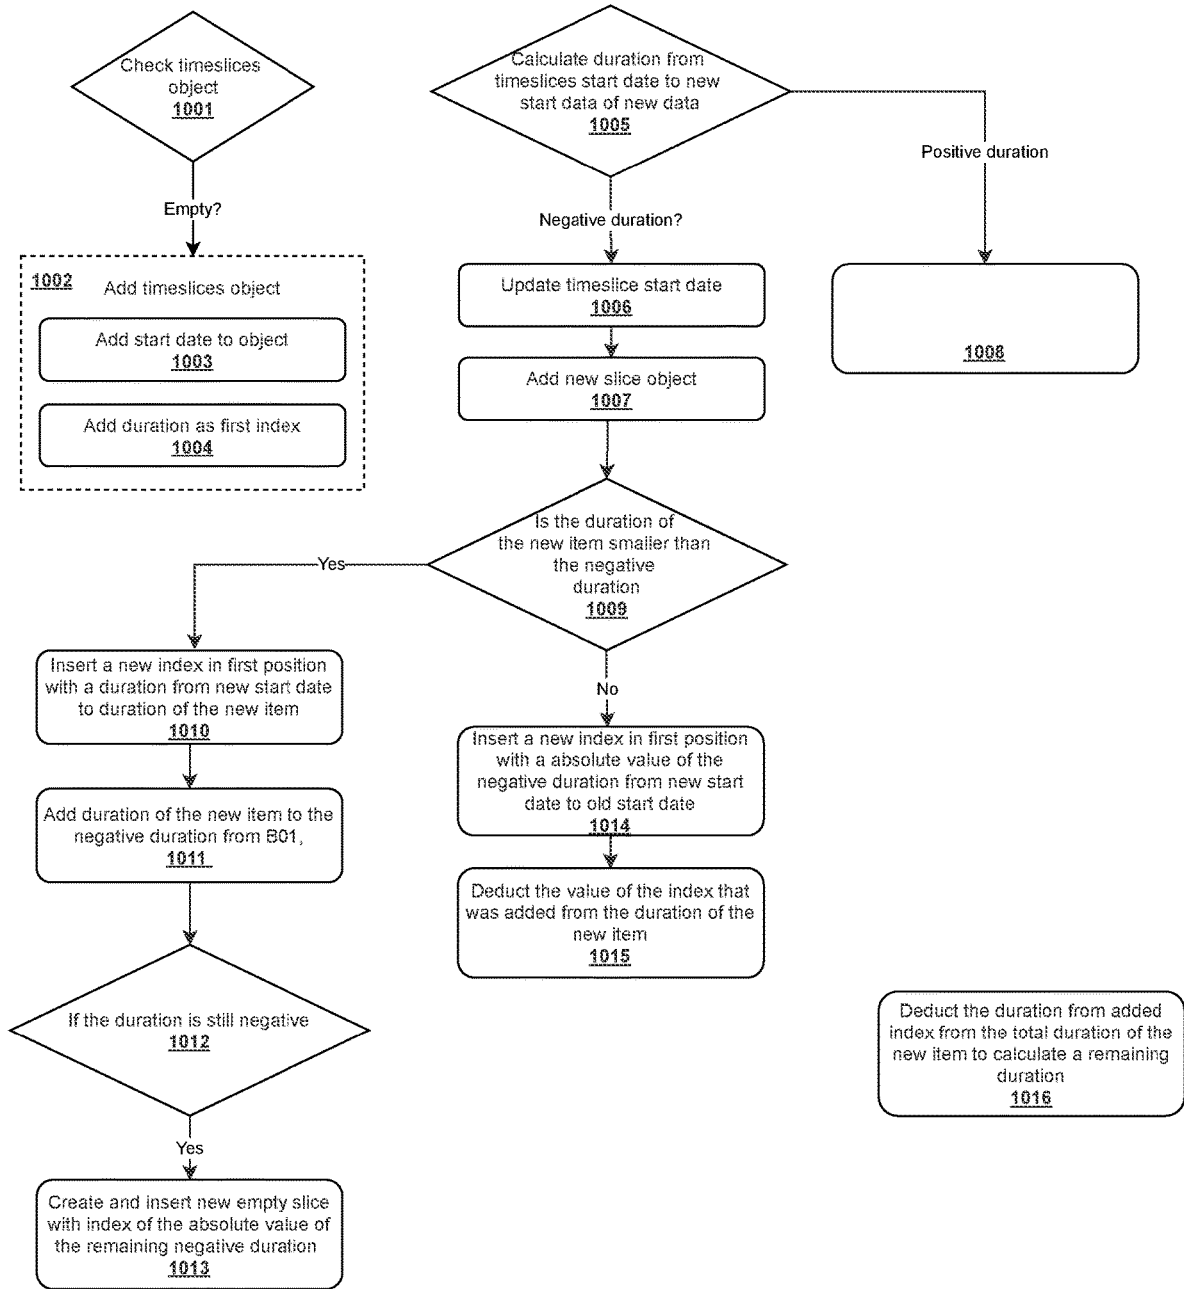 Check timeslices
object
1001
Empty?
1002
Add timeslices object
Add start date to object
1003
Add duration as first index
1004
Calculate duration from
timeslices start date to new
start data of new data
1005
Positive duration
Negative duration?
Update timeslice start date
1006
1008
Add new slice object
1007
Is the duration of
the new item smaller than
the negative
duration
1009
Yes
Insert a new index in first position
with a duration from new start date
to duration of the new item
1010
Add duration of the new item to the
negative duration from B01,
1011
If the duration is still negative
1012
Yes
Create and insert new empty slice
with index of the absolute value of
the remaining negative duration
1013
No
Insert a new index in first position
with a absolute value of the
negative duration from new start
date to old start date
1014
Deduct the value of the index that
was added from the duration of the
new item
1015
Deduct the duration from added
index from the total duration of the
new item to calculate a remaining
duration
1016